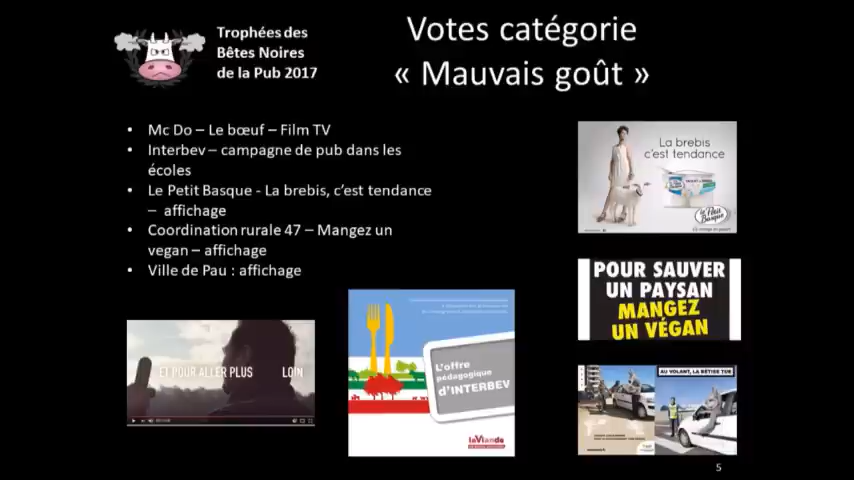 Trophées des
Bêtes Noires
de la Pub 2017
Votes catégorie
« Mauvais goût »
• Mc Do – Le bœuf – Film TV
• Interbev – campagne de pub dans les
écoles
• Le Petit Basque - La brebis, c'est tendance
– affichage
• Coordination rurale 47 – Mangez un
vegan – affichage
• Ville de Pau : affichage
La brebis
c'est tendance
le Petit
Basque
POUR SAUVER
UN PAYSAN
MANGEZ
UN VÉGAN
ET POUR ALLER PLUS LOIN
L'offre
pédagogique
d'INTERBEV
laViande
AU VOLANT, LA BÊTISE TUE
5